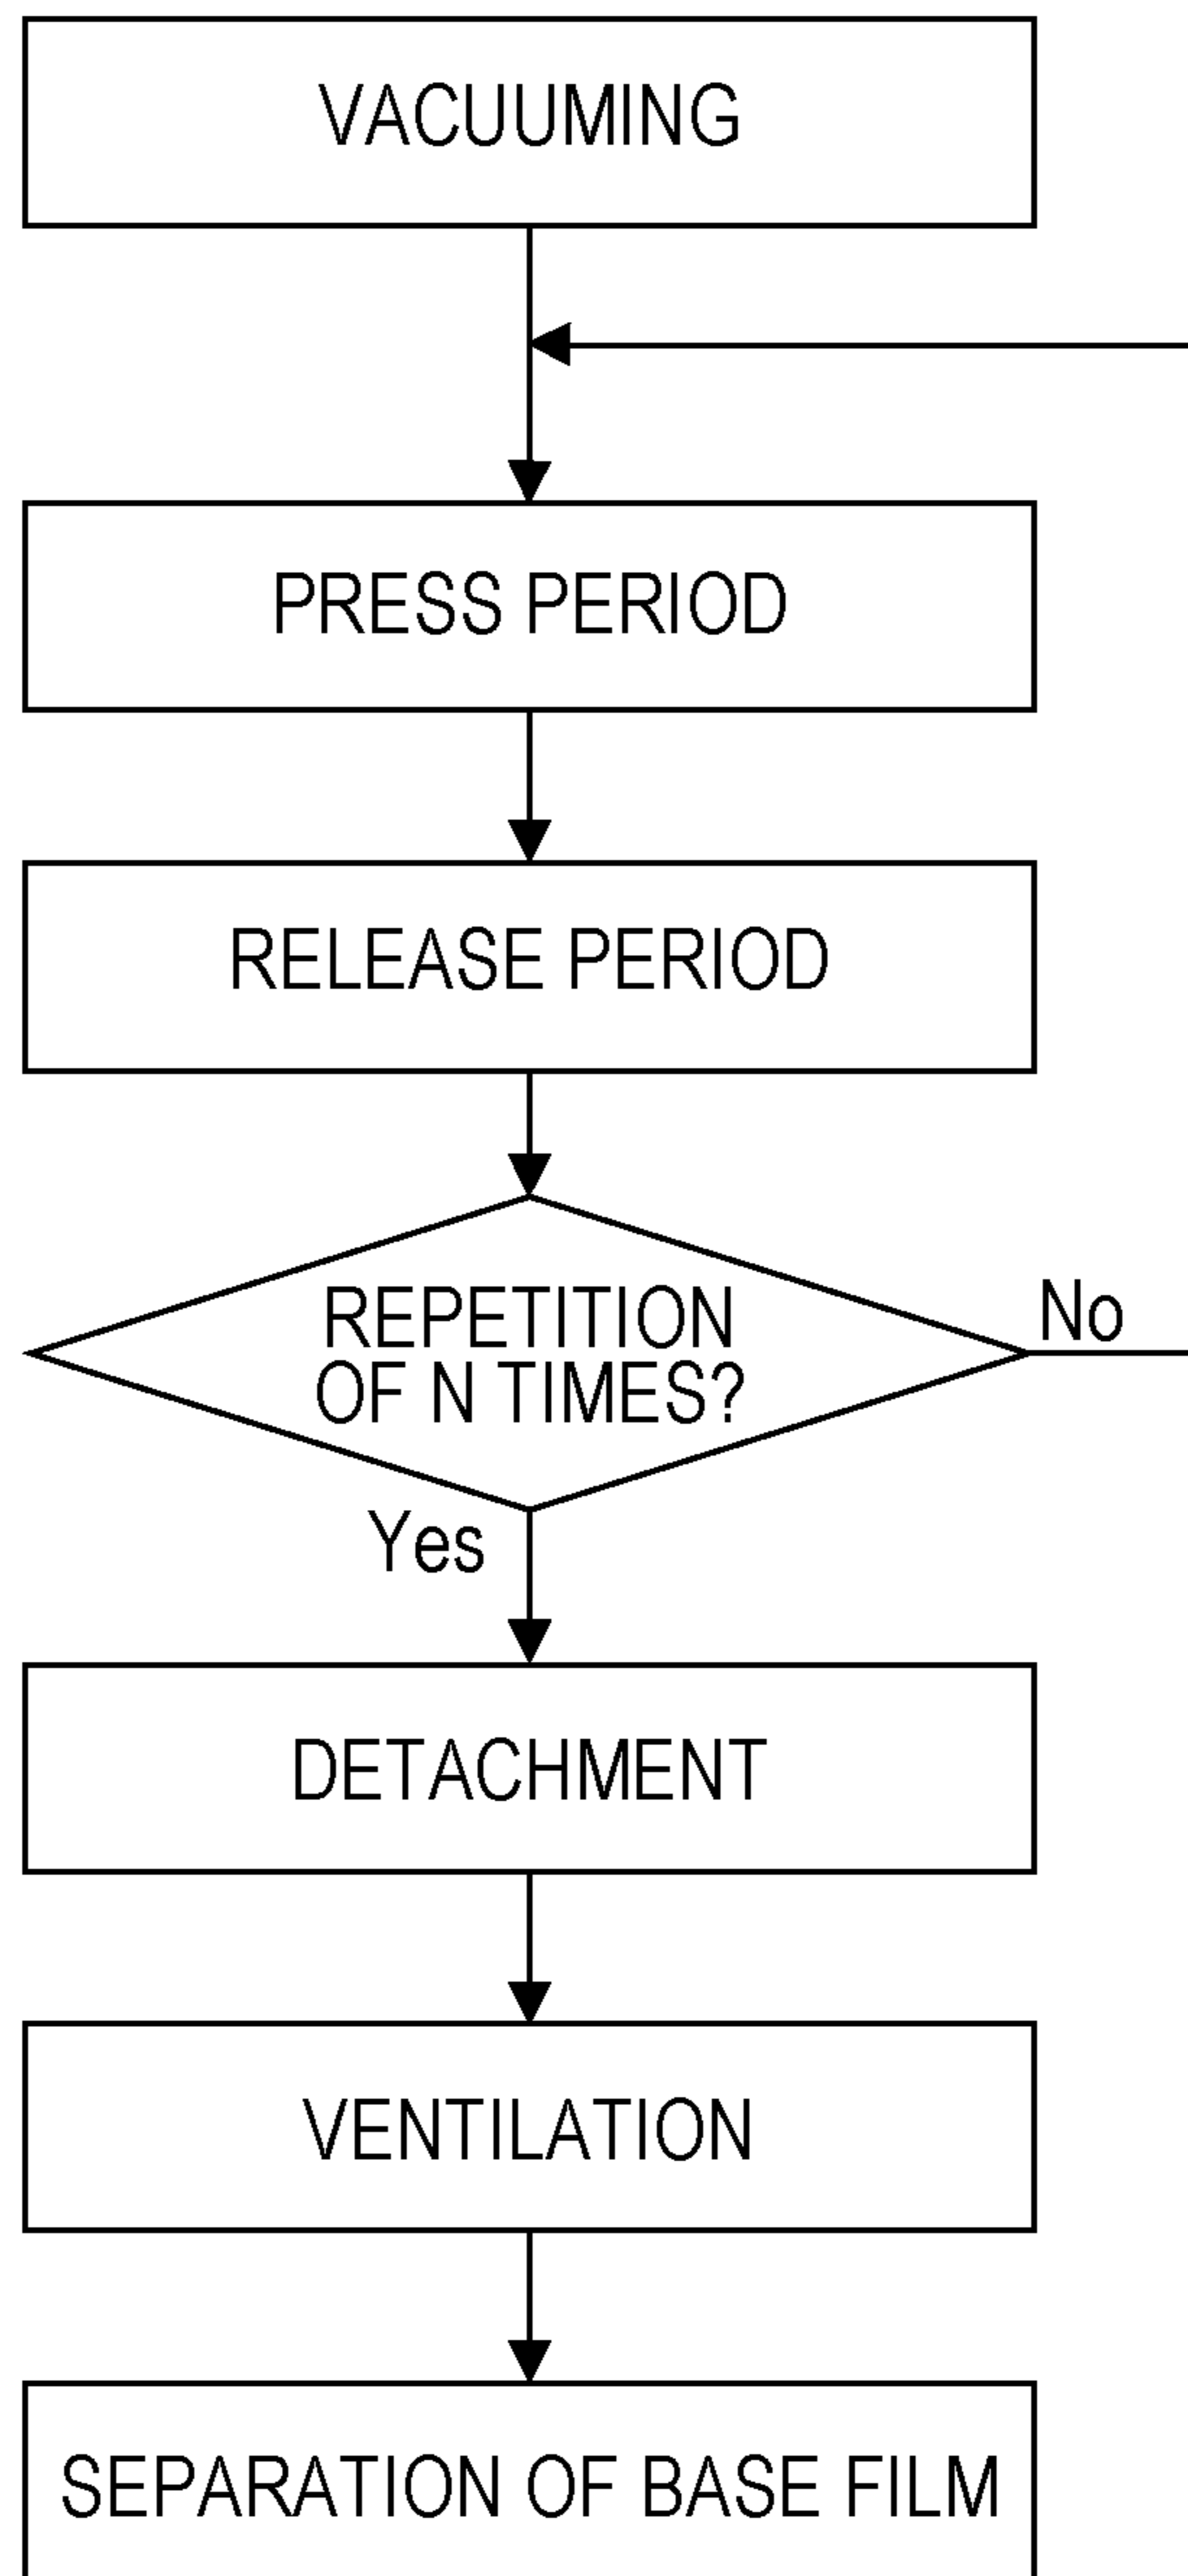 VACUUMING
PRESS PERIOD
RELEASE PERIOD
REPETITION
OF N TIMES?
No
Yes
DETACHMENT
VENTILATION
SEPARATION OF BASE FILM